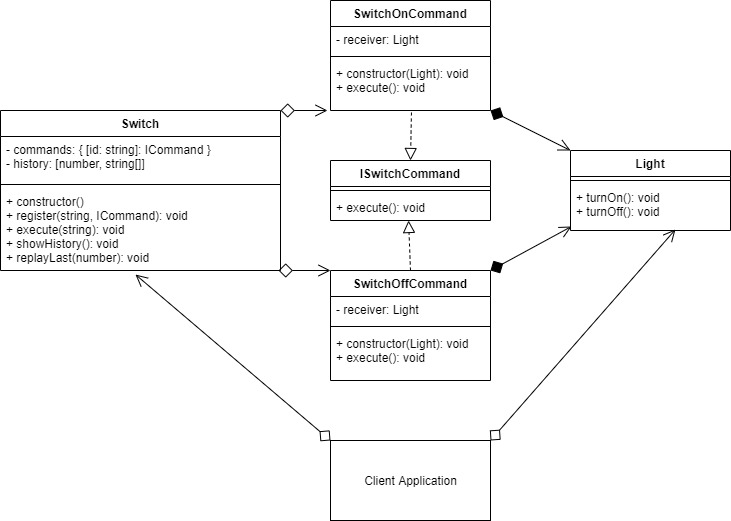 SwitchOnCommand
- receiver: Light
+ constructor(Light): void
+ execute(): void
Switch
- commands: { [id: string]: ICommand }
- history: [number, string[]]
+ constructor()
+ register(string, ICommand): void
+ execute(string): void
+ showHistory(): void
+ replayLast(number): void
ISwitchCommand
+ execute(): void
Light
+ turnOn(): void
+ turnOff(): void
SwitchOffCommand
- receiver: Light
+ constructor(Light): void
+ execute(): void
Client Application